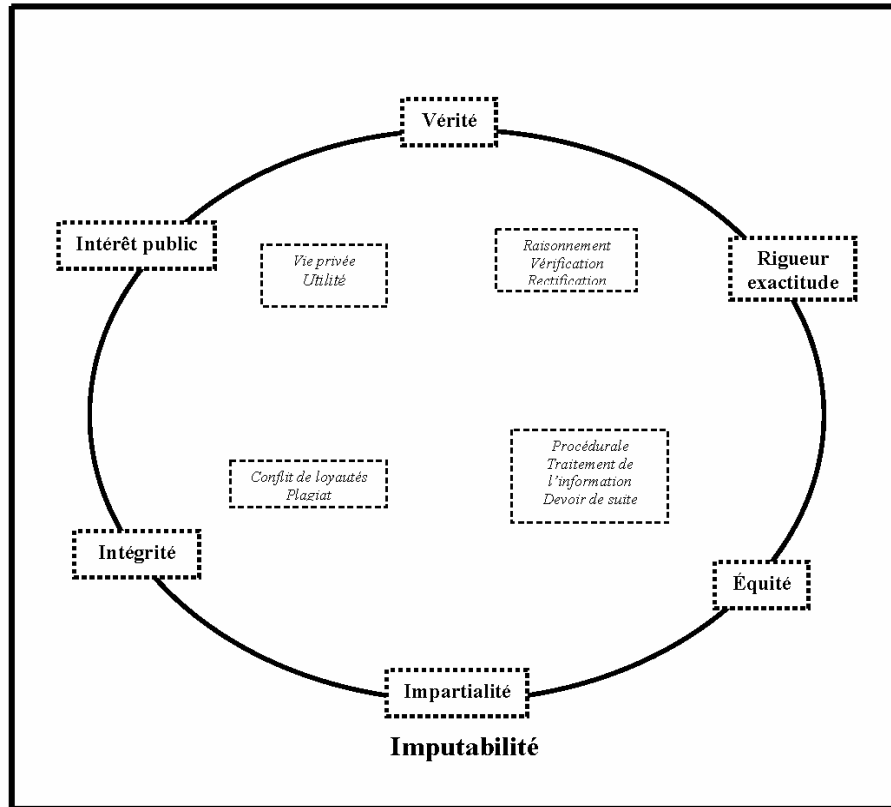 Vérité
Intérêt public
Vie privée
Utilité
Raisonnement
Vérification
Rectification
Rigueur
exactitude
Conflit de loyautés
Plagiat
Procédurale
Traitement de
l’information
Devoir de suite
Intégrité
Équité
Impartialité
Imputabilité